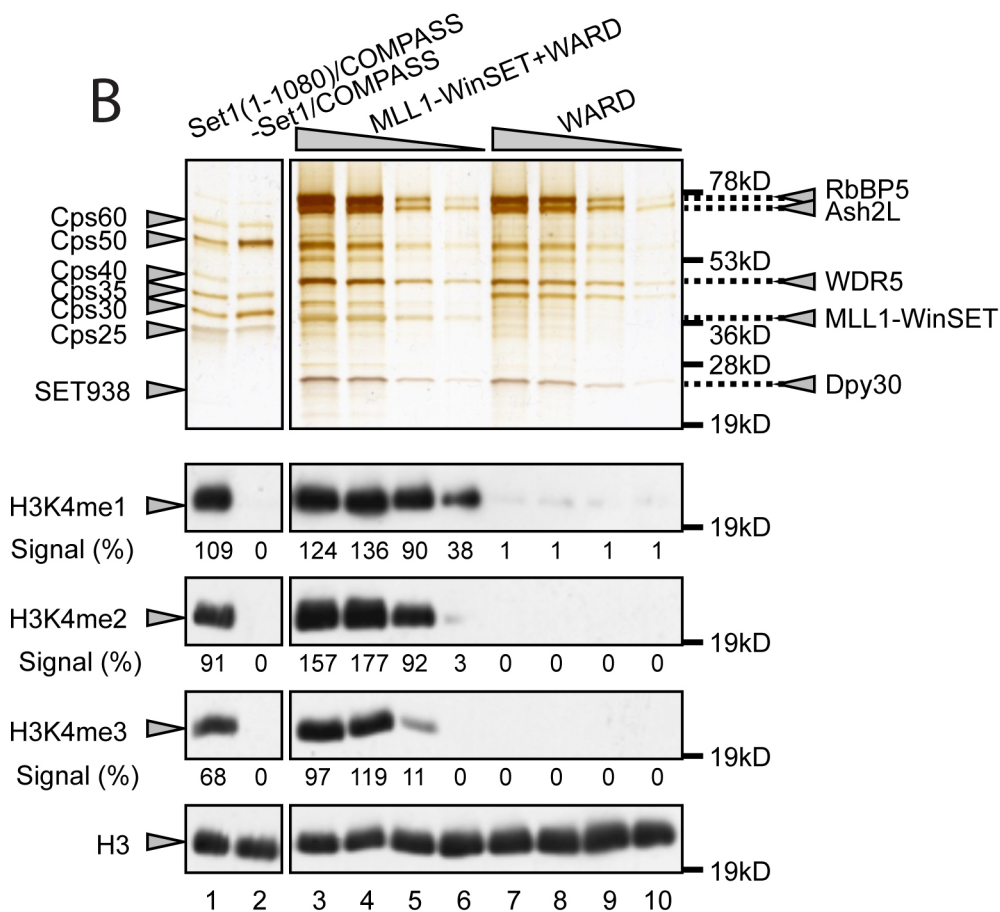 B
Set1(1-1080)/COMPASS
-Set1/COMPASS
MLL1-WinSET+WARD
WARD
Cps60
Cps50
Cps40
Cps35
Cps30
Cps25
SET938
78kD
53kD
36kD
28kD
19kD
RbBP5
Ash2L
WDR5
MLL1-WinSET
Dpy30
H3K4me1
19kD
Signal (%) 109 0 124 136 90 38 1 1 1 1
H3K4me2
19kD
Signal (%) 91 0 157 177 92 3 0 0 0 0
H3K4me3
19kD
Signal (%) 68 0 97 119 11 0 0 0 0 0
H3
19kD
1 2 3 4 5 6 7 8 9 10